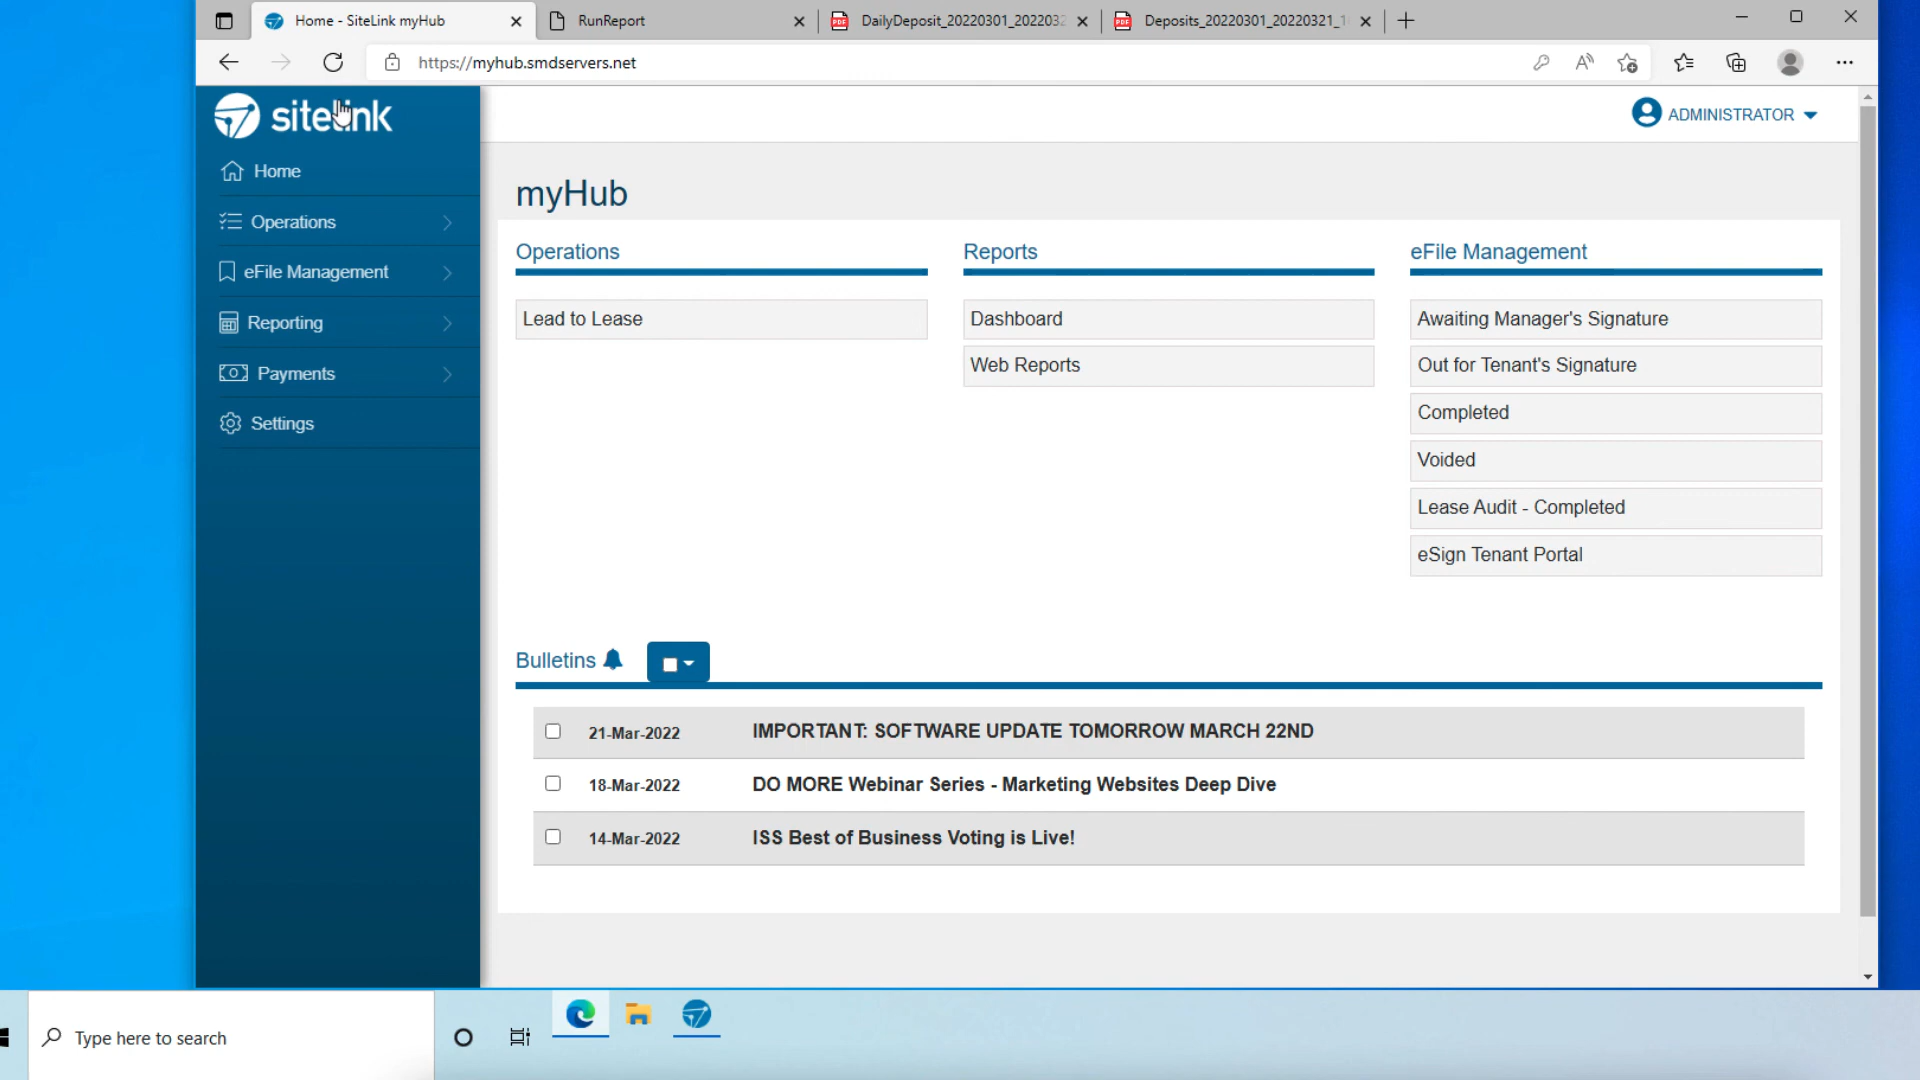 Home - SiteLink myHub
RunReport
DailyDeposit_20220301_2022032
Deposits_20220301_20220321_1
https://myhub.smdservers.net
sitelink
ADMINISTRATOR
Home
Operations
eFile Management
Reporting
Payments
Settings
myHub
Operations
Lead to Lease
Reports
Dashboard
Web Reports
eFile Management
Awaiting Manager's Signature
Out for Tenant's Signature
Completed
Voided
Lease Audit - Completed
eSign Tenant Portal
Bulletins
21-Mar-2022 IMPORTANT: SOFTWARE UPDATE TOMORROW MARCH 22ND
18-Mar-2022 DO MORE Webinar Series - Marketing Websites Deep Dive
14-Mar-2022 ISS Best of Business Voting is Live!
Type here to search